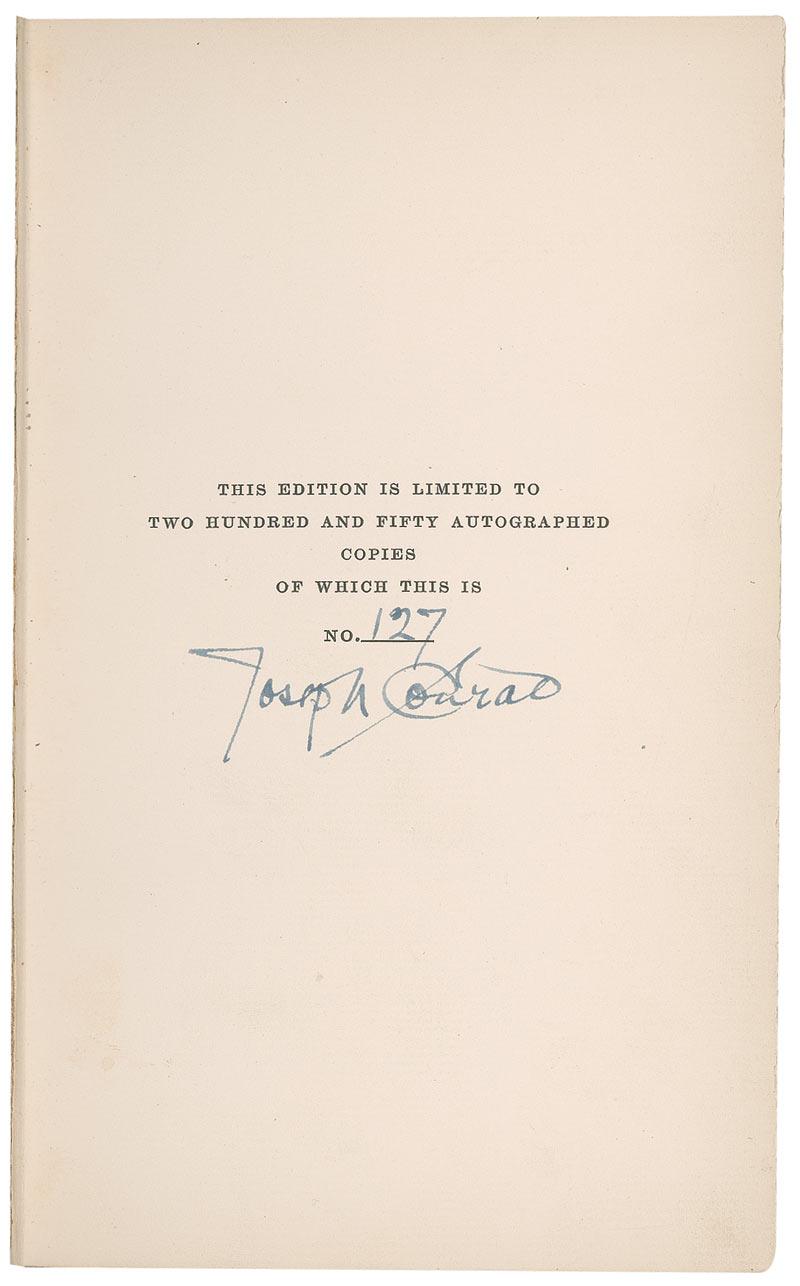 THIS EDITION IS LIMITED TO
TWO HUNDRED AND FIFTY AUTOGRAPHED
COPIES
OF WHICH THIS IS
NO. 127
Joseph Conrad